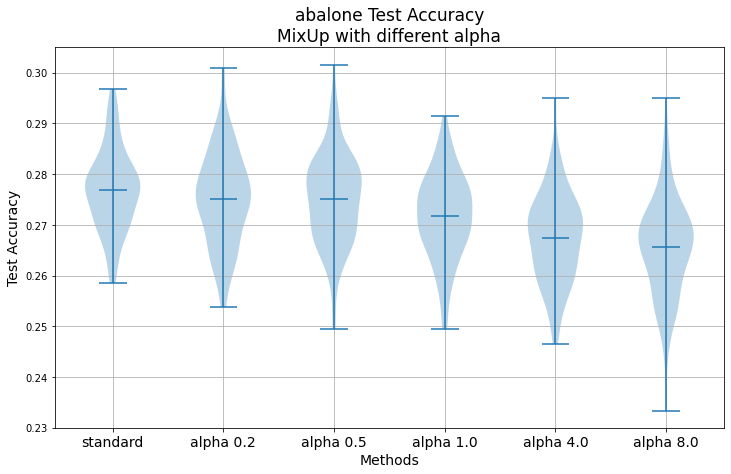 abalone Test Accuracy
MixUp with different alpha
0.30
0.29
0.28
0.27
0.26
0.25
0.24
0.23
Test Accuracy
standard alpha 0.2 alpha 0.5 alpha 1.0 alpha 4.0 alpha 8.0
Methods